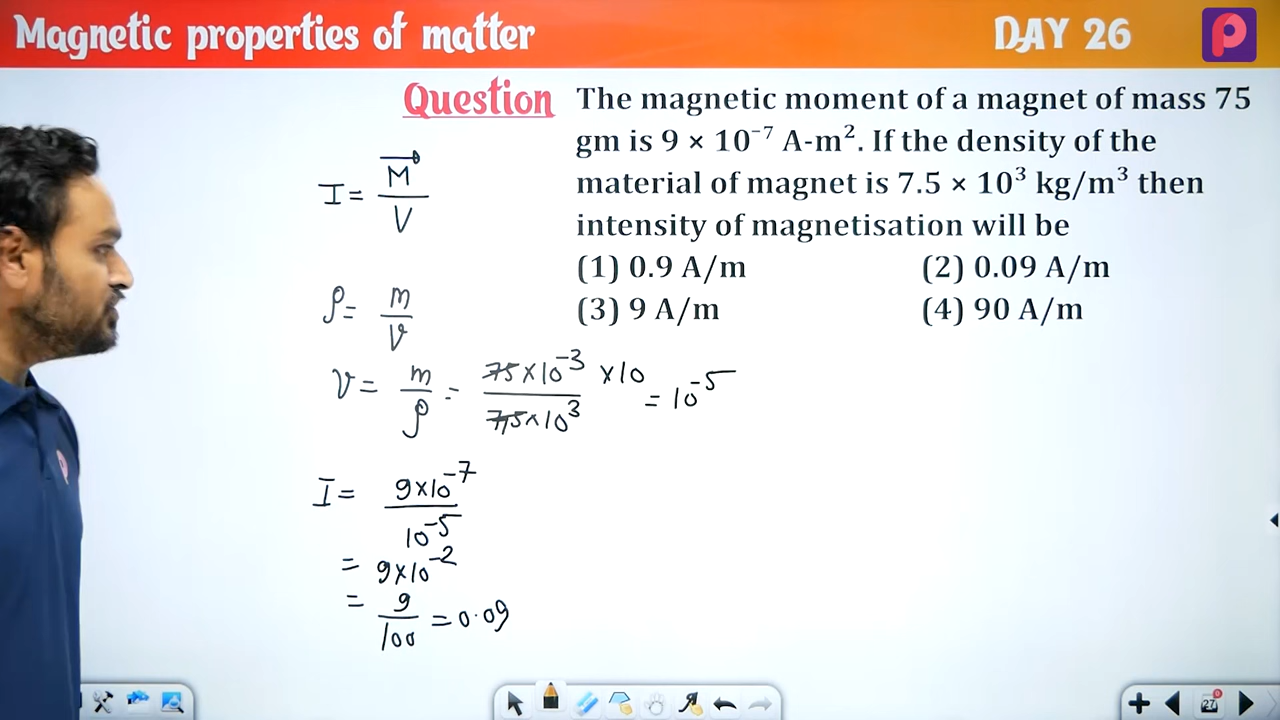 Magnetic properties of matter
DAY 26
Question
The magnetic moment of a magnet of mass 75
gm is 9 × 10⁻⁷ A-m². If the density of the
material of magnet is 7.5 × 10³ kg/m³ then
intensity of magnetisation will be
(1) 0.9 A/m (2) 0.09 A/m
(3) 9 A/m (4) 90 A/m
I = M⃗/V
ρ = m/V
V = m/ρ = 75×10⁻³/7.5×10³ ×10 = 10⁻⁵
I = 9×10⁻⁷/10⁻⁵
= 9×10⁻²
= 9/100 = 0.09
27